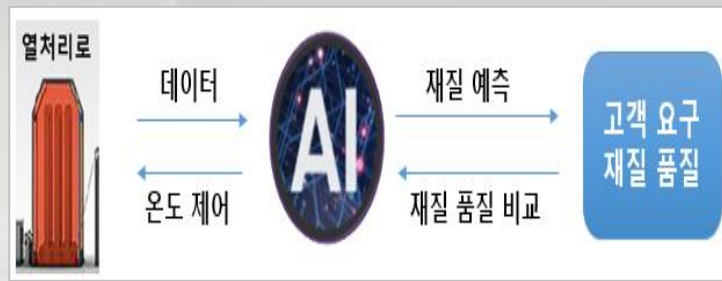 열처리로
데이터
온도 제어
AI
재질 예측
재질 품질 비교
고객 요구
재질 품질